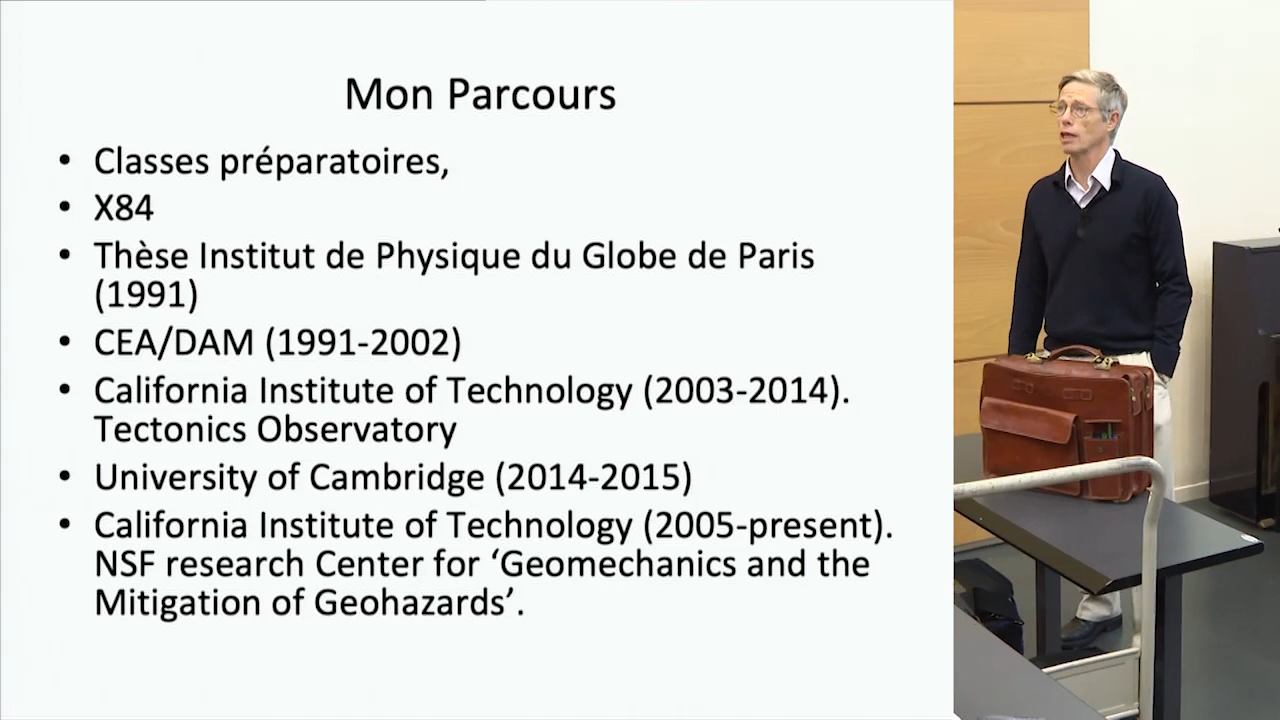 Mon Parcours
• Classes préparatoires,
• X84
• Thèse Institut de Physique du Globe de Paris
(1991)
• CEA/DAM (1991-2002)
• California Institute of Technology (2003-2014).
Tectonics Observatory
• University of Cambridge (2014-2015)
• California Institute of Technology (2005-present).
NSF research Center for ‘Geomechanics and the
Mitigation of Geohazards’.